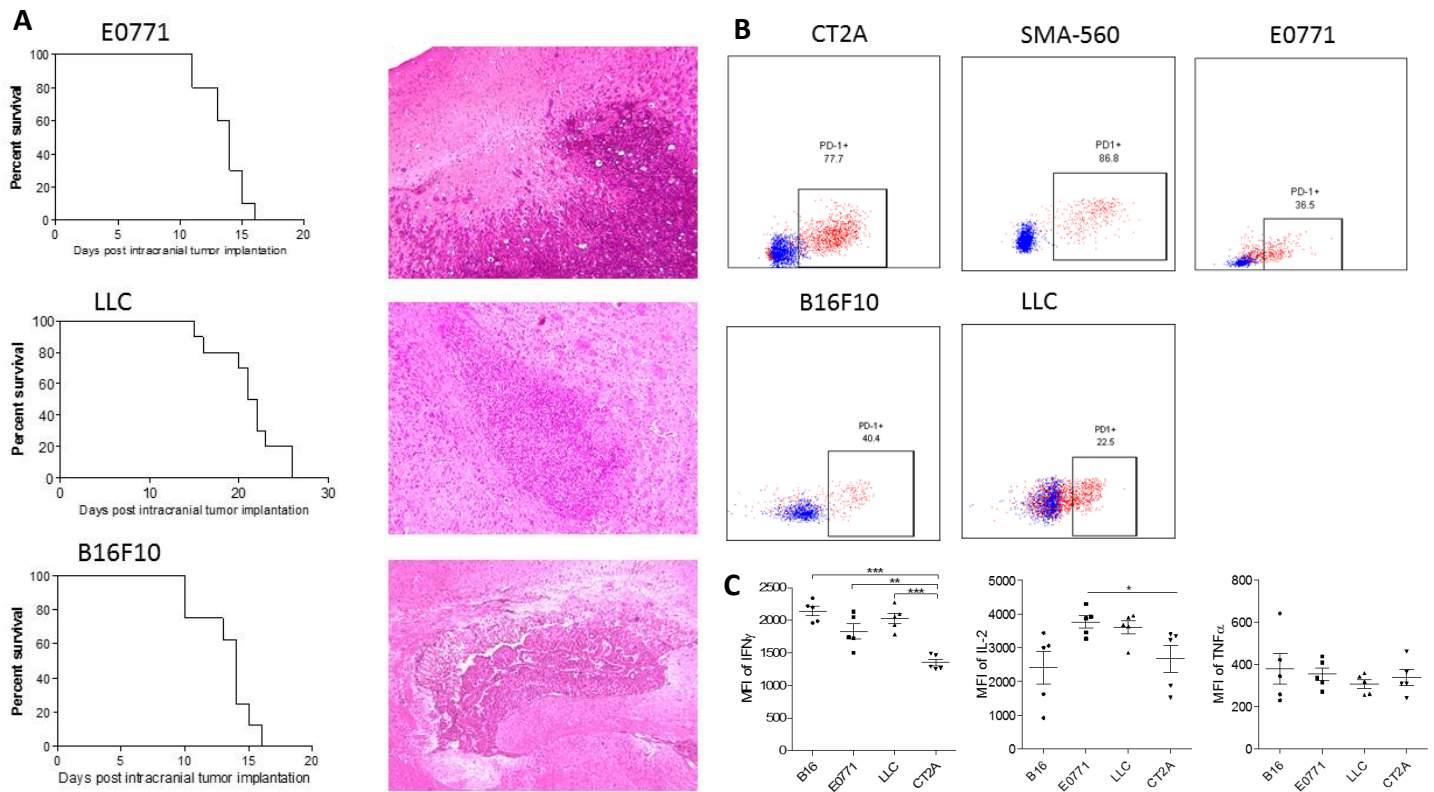 A
E0771
100
80
60
40
20
0
Percent survival
0 5 10 15 20
Days post intracranial tumor implantation
LLC
100
80
60
40
20
0
Percent survival
0 10 20 30
Days post intracranial tumor implantation
B16F10
100
80
60
40
20
0
Percent survival
0 5 10 15 20
Days post intracranial tumor implantation
B
CT2A
PD-1+
77.7
SMA-560
PD1+
86.8
E0771
PD-1+
36.5
B16F10
PD-1+
40.4
LLC
PD1+
22.5
C
***
**
***
2500
2000
1500
1000
500
0
MFI of IFNγ
B16 E0771 LLC CT2A
*
5000
4000
3000
2000
1000
0
MFI of IL-2
B16 E0771 LLC CT2A
800
600
400
200
0
MFI of TNFα
B16 E0771 LLC CT2A